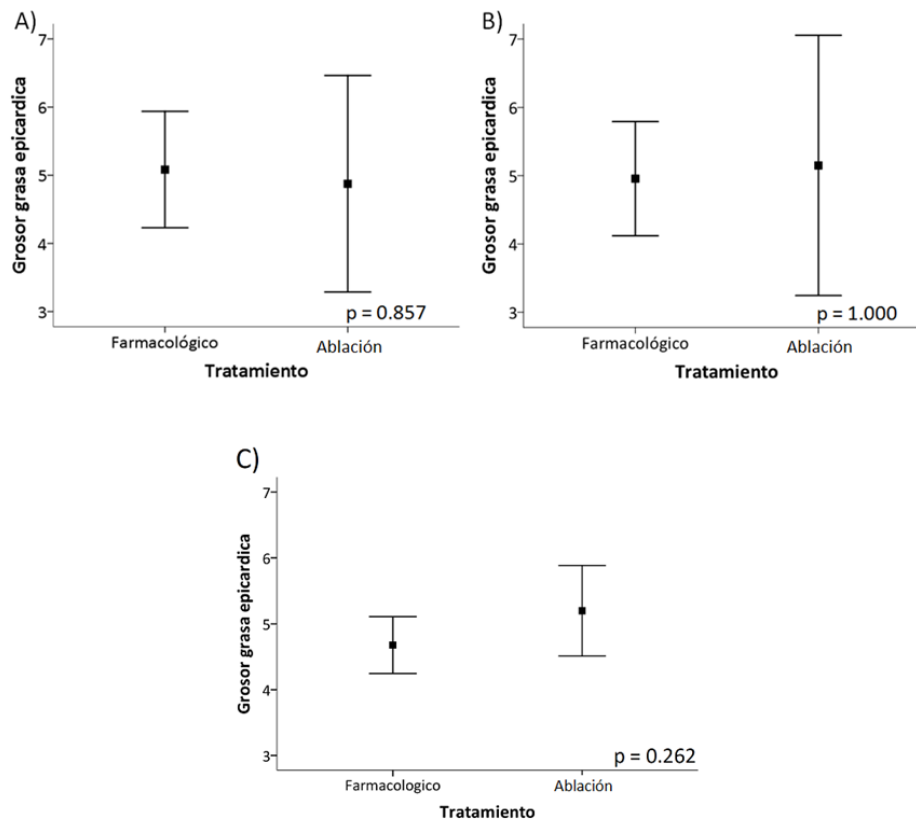 A)
Grosor grasa epicardica
7
6
5
4
3
p = 0.857
Farmacológico
Ablación
Tratamiento
B)
Grosor grasa epicardica
7
6
5
4
3
p = 1.000
Farmacológico
Ablación
Tratamiento
C)
Grosor grasa epicardica
7
6
5
4
3
p = 0.262
Farmacologico
Ablación
Tratamiento